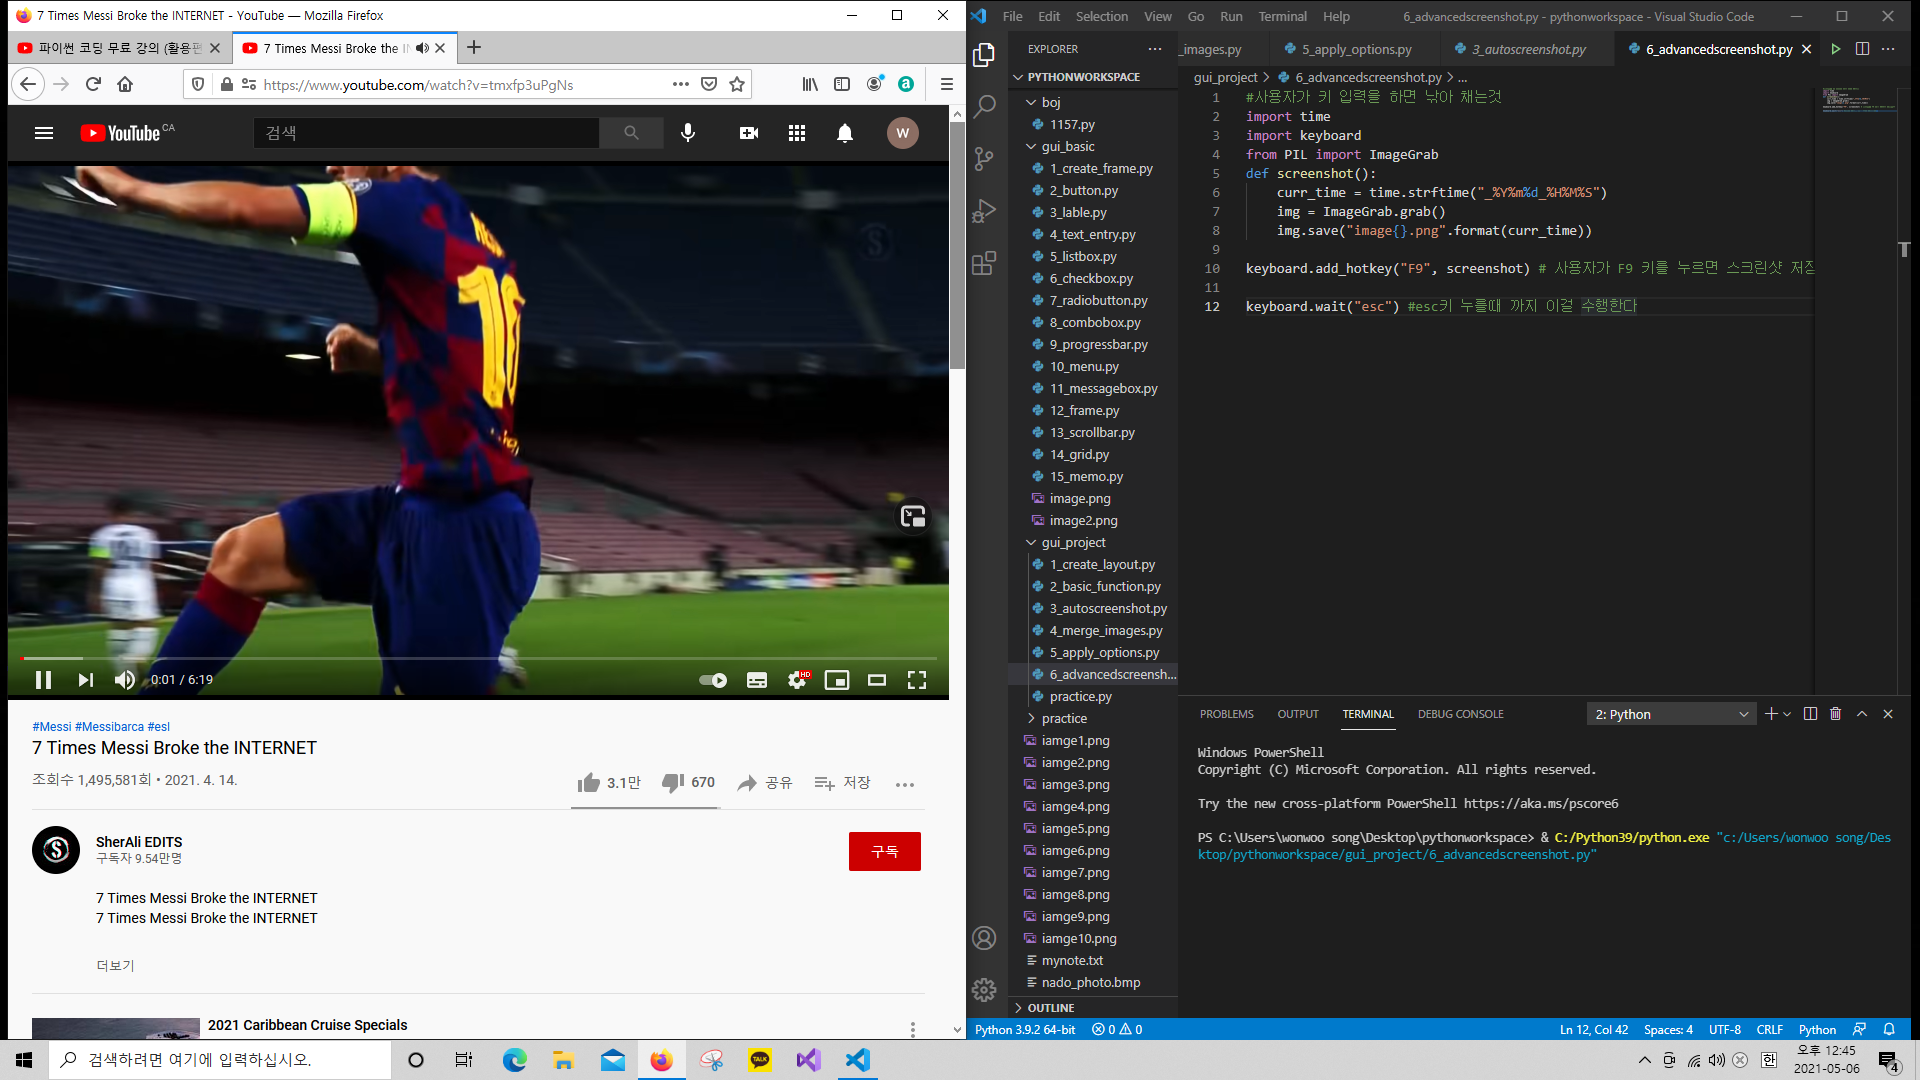 7 Times Messi Broke the INTERNET - YouTube — Mozilla Firefox
파이썬 코딩 무료 강의 (활용편
7 Times Messi Broke the IN
https://www.youtube.com/watch?v=tmxfp3uPgNs
YouTube CA
검색
W
10
0:01 / 6:19
HD
#Messi #Messibarca #esl
7 Times Messi Broke the INTERNET
조회수 1,495,581회 • 2021. 4. 14.
3.1만
670
공유
저장
SherAli EDITS
구독자 9.54만명
구독
7 Times Messi Broke the INTERNET
7 Times Messi Broke the INTERNET
더보기
2021 Caribbean Cruise Specials
File Edit Selection View Go Run Terminal Help
6_advancedscreenshot.py - pythonworkspace - Visual Studio Code
EXPLORER
_images.py
5_apply_options.py
3_autoscreenshot.py
6_advancedscreenshot.py
PYTHONWORKSPACE
boj
1157.py
gui_basic
1_create_frame.py
2_button.py
3_lable.py
4_text_entry.py
5_listbox.py
6_checkbox.py
7_radiobutton.py
8_combobox.py
9_progressbar.py
10_menu.py
11_messagebox.py
12_frame.py
13_scrollbar.py
14_grid.py
15_memo.py
image.png
image2.png
gui_project
1_create_layout.py
2_basic_function.py
3_autoscreenshot.py
4_merge_images.py
5_apply_options.py
6_advancedscreensh...
practice.py
practice
iamge1.png
iamge2.png
iamge3.png
iamge4.png
iamge5.png
iamge6.png
iamge7.png
iamge8.png
iamge9.png
iamge10.png
mynote.txt
nado_photo.bmp
OUTLINE
gui_project > 6_advancedscreenshot.py > ...
1 #사용자가 키 입력을 하면 낚아 채는것
2 import time
3 import keyboard
4 from PIL import ImageGrab
5 def screenshot():
6 curr_time = time.strftime("_%Y%m%d_%H%M%S")
7 img = ImageGrab.grab()
8 img.save("image{}.png".format(curr_time))
9
10 keyboard.add_hotkey("F9", screenshot) # 사용자가 F9 키를 누르면 스크린샷 저장
11
12 keyboard.wait("esc") #esc키 누를때 까지 이걸 수행한다
PROBLEMS OUTPUT TERMINAL DEBUG CONSOLE
2: Python
Windows PowerShell
Copyright (C) Microsoft Corporation. All rights reserved.
Try the new cross-platform PowerShell https://aka.ms/pscore6
PS C:\Users\wonwoo song\Desktop\pythonworkspace> & C:/Python39/python.exe "c:/Users/wonwoo song/Des
ktop/pythonworkspace/gui_project/6_advancedscreenshot.py"
Python 3.9.2 64-bit
0 0
Ln 12, Col 42
Spaces: 4
UTF-8
CRLF
Python
검색하려면 여기에 입력하십시오.
TALK
한
오후 12:45
2021-05-06
4